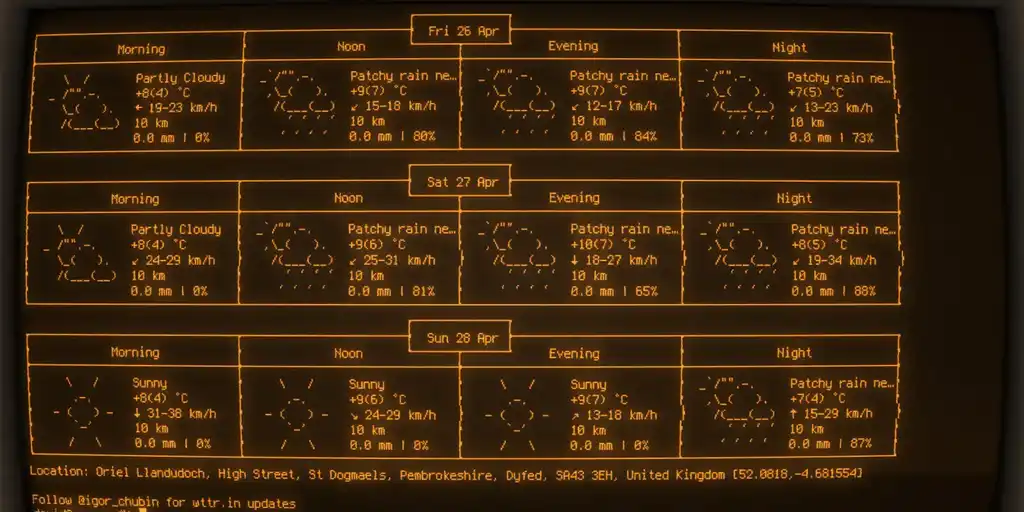 Fri 26 Apr
Morning Noon Evening Night
Partly Cloudy Patchy rain ne… Patchy rain ne… Patchy rain ne…
+8(4) °C +9(7) °C +9(7) °C +7(5) °C
← 19-23 km/h ↙ 15-18 km/h ↙ 12-17 km/h ↙ 13-23 km/h
10 km 10 km 10 km 10 km
0.0 mm | 0% 0.0 mm | 80% 0.0 mm | 84% 0.0 mm | 73%
Sat 27 Apr
Morning Noon Evening Night
Partly Cloudy Patchy rain ne… Patchy rain ne… Patchy rain ne…
+8(4) °C +9(6) °C +10(7) °C +8(5) °C
↙ 24-29 km/h ↙ 25-31 km/h ↓ 18-27 km/h ↙ 19-34 km/h
10 km 10 km 10 km 10 km
0.0 mm | 0% 0.0 mm | 81% 0.0 mm | 65% 0.0 mm | 88%
Sun 28 Apr
Morning Noon Evening Night
Sunny Sunny Sunny Patchy rain ne…
+8(4) °C +9(6) °C +9(7) °C +7(4) °C
↓ 31-38 km/h ↘ 24-29 km/h ↗ 13-18 km/h ↑ 15-29 km/h
10 km 10 km 10 km 10 km
0.0 mm | 0% 0.0 mm | 0% 0.0 mm | 0% 0.0 mm | 87%
Location: Oriel Llandudoch, High Street, St Dogmaels, Pembrokeshire, Dyfed, SA43 3EH, United Kingdom [52.0818,-4.681554]
Follow @igor_chubin for wttr.in updates